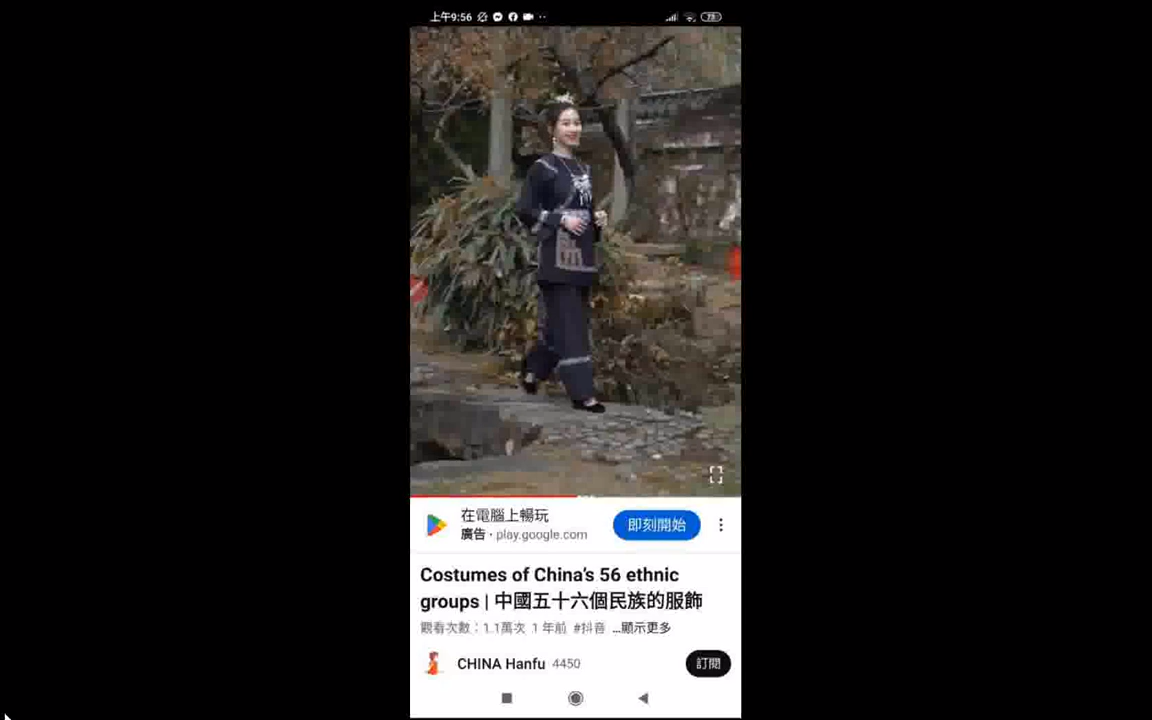 上午9:56
73
在電腦上暢玩
廣告 · play.google.com
即刻開始
Costumes of China's 56 ethnic
groups | 中國五十六個民族的服飾
觀看次數：1.1萬次 1 年前 #抖音 ...顯示更多
CHINA Hanfu 4450
訂閱